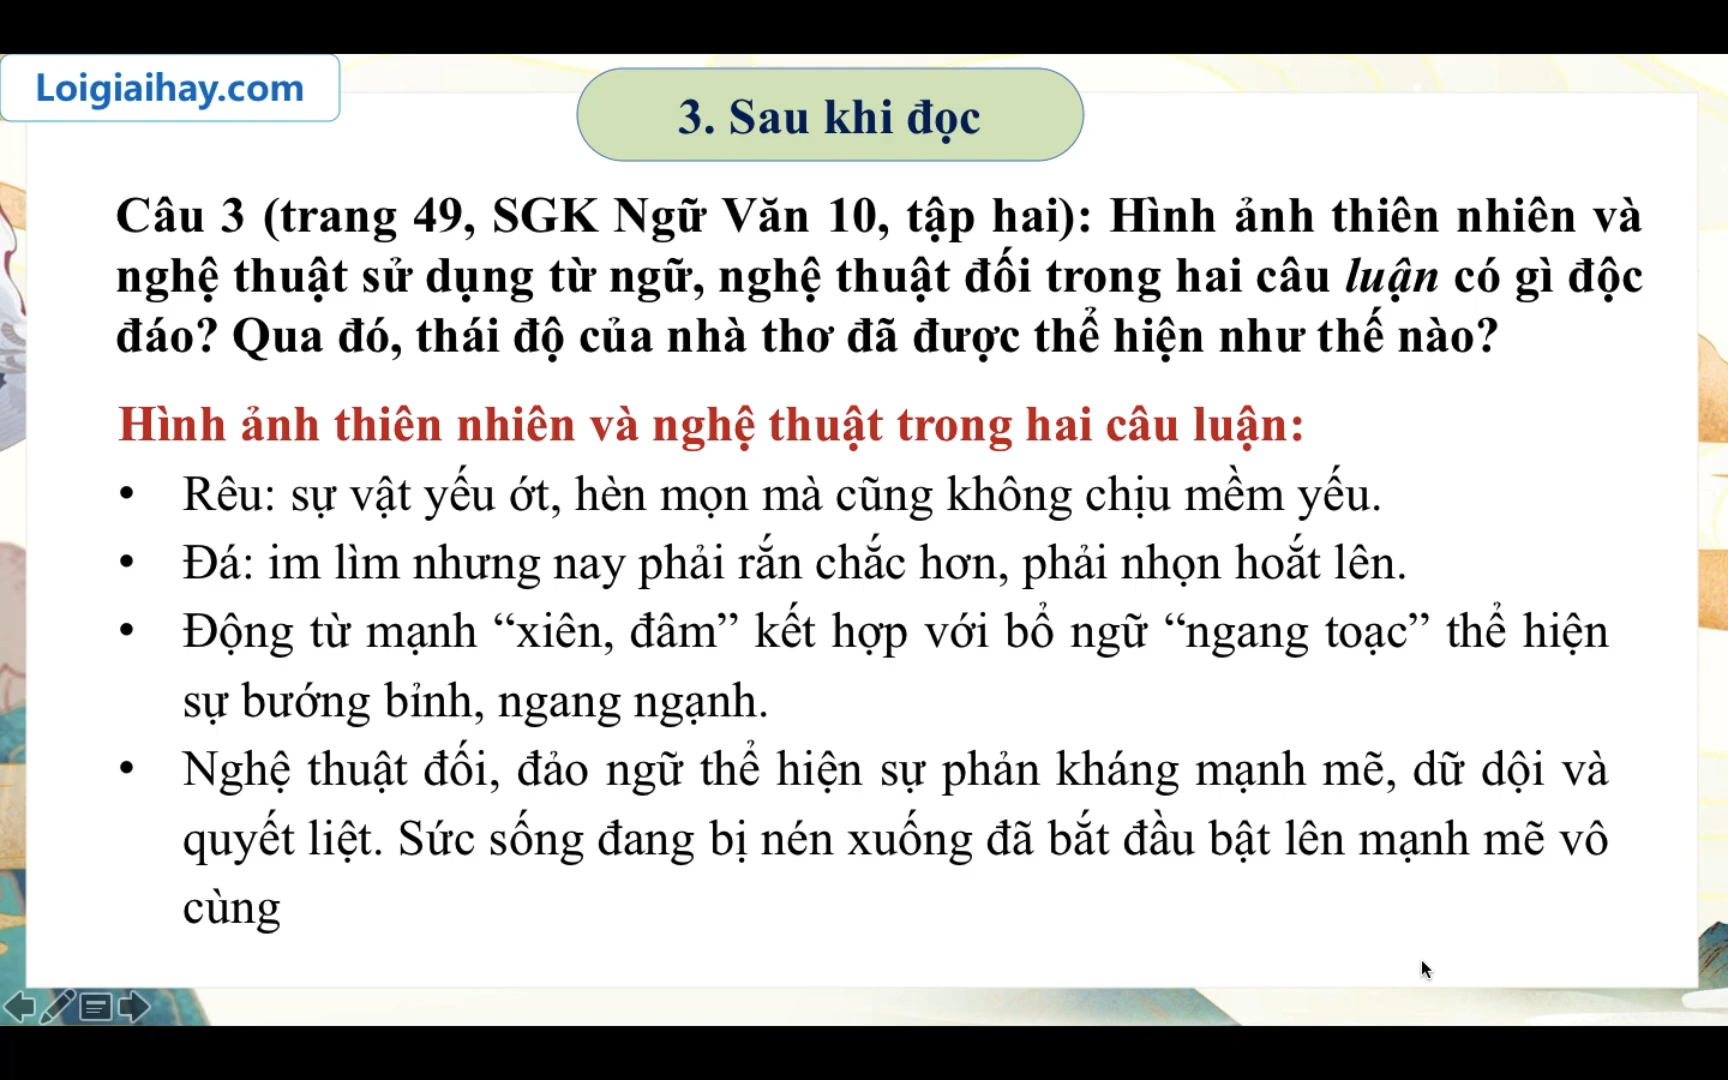 Loigiaihay.com
3. Sau khi đọc
Câu 3 (trang 49, SGK Ngữ Văn 10, tập hai): Hình ảnh thiên nhiên và
nghệ thuật sử dụng từ ngữ, nghệ thuật đối trong hai câu luận có gì độc
đáo? Qua đó, thái độ của nhà thơ đã được thể hiện như thế nào?
Hình ảnh thiên nhiên và nghệ thuật trong hai câu luận:
• Rêu: sự vật yếu ớt, hèn mọn mà cũng không chịu mềm yếu.
• Đá: im lìm nhưng nay phải rắn chắc hơn, phải nhọn hoắt lên.
• Động từ mạnh “xiên, đâm” kết hợp với bổ ngữ “ngang toạc” thể hiện
sự bướng bỉnh, ngang ngạnh.
• Nghệ thuật đối, đảo ngữ thể hiện sự phản kháng mạnh mẽ, dữ dội và
quyết liệt. Sức sống đang bị nén xuống đã bắt đầu bật lên mạnh mẽ vô
cùng